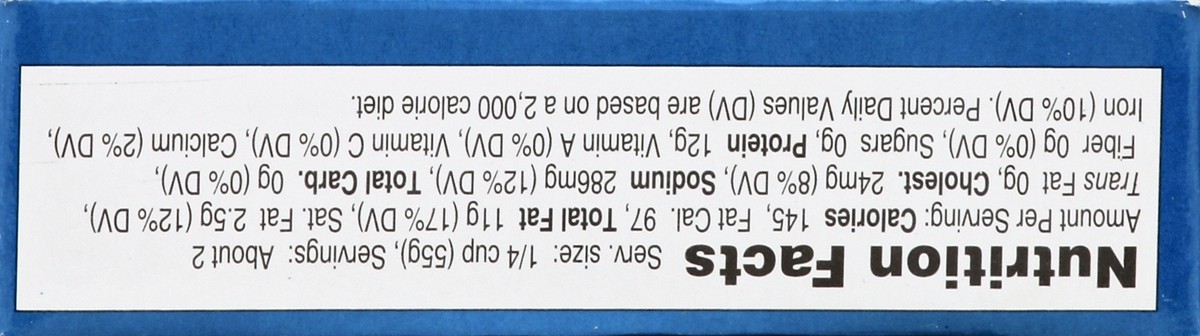 Nutrition Facts Serv. size: 1/4 cup (55g), Servings: About 2
Amount Per Serving: Calories 145, Fat Cal. 97, Total Fat 11g (17% DV), Sat. Fat 2.5g (12% DV),
Trans Fat 0g, Cholest. 24mg (8% DV), Sodium 286mg (12% DV), Total Carb. 0g (0% DV),
Fiber 0g (0% DV), Sugars 0g, Protein 12g, Vitamin A (0% DV), Vitamin C (0% DV), Calcium (2% DV),
Iron (10% DV). Percent Daily Values (DV) are based on a 2,000 calorie diet.